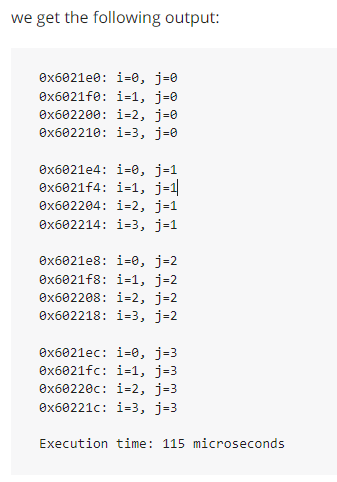 we get the following output:
0x6021e0: i=0, j=0
0x6021f0: i=1, j=0
0x602200: i=2, j=0
0x602210: i=3, j=0
0x6021e4: i=0, j=1
0x6021f4: i=1, j=1
0x602204: i=2, j=1
0x602214: i=3, j=1
0x6021e8: i=0, j=2
0x6021f8: i=1, j=2
0x602208: i=2, j=2
0x602218: i=3, j=2
0x6021ec: i=0, j=3
0x6021fc: i=1, j=3
0x60220c: i=2, j=3
0x60221c: i=3, j=3
Execution time: 115 microseconds